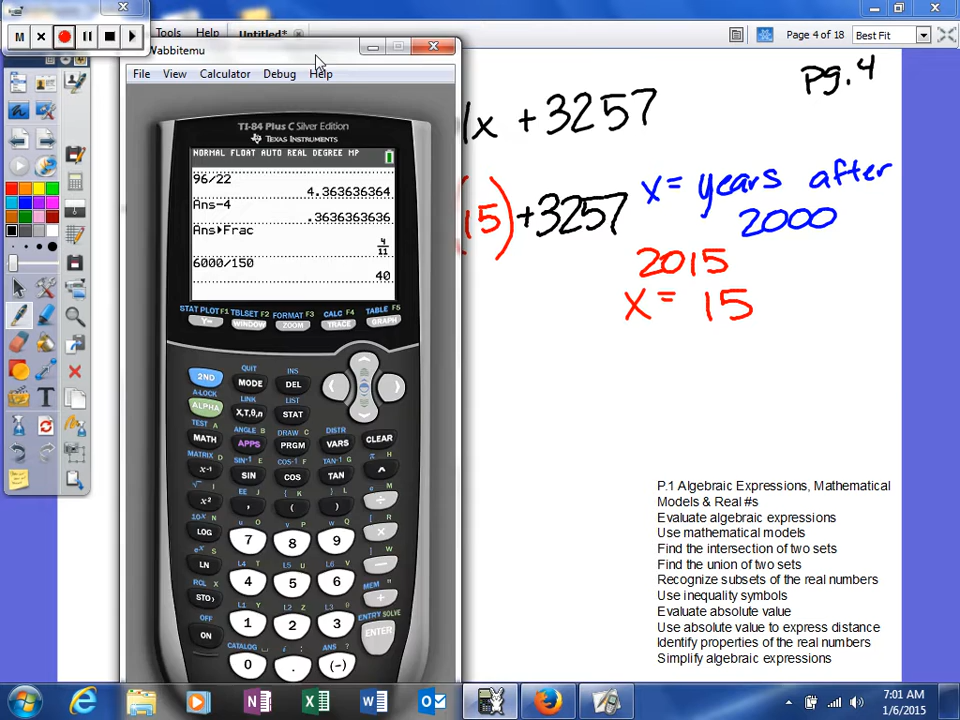 Tools Help
Untitled*
Page 4 of 18
Best Fit
Wabbitemu
File View Calculator Debug Help
TI-84 Plus C Silver Edition
TEXAS INSTRUMENTS
NORMAL FLOAT AUTO REAL DEGREE MP
96/22
4.363636364
Ans-4
.3636363636
Ans▸Frac
4/11
6000/150
40
STAT PLOT F1 TBLSET F2 FORMAT F3 CALC F4 TABLE F5
Y= WINDOW ZOOM TRACE GRAPH
QUIT INS
2ND MODE DEL
A-LOCK LINK LIST
ALPHA X,T,θ,n STAT
TEST A ANGLE B DRAW C DISTR
MATH APPS PRGM VARS CLEAR
MATRIX D SIN⁻¹ E COS⁻¹ F TAN⁻¹ G π H
x⁻¹ SIN COS TAN ^
√ I EE J { K } L e M
x² , ( ) ÷
10ˣ N u O v P w Q [ R
LOG 7 8 9 ×
eˣ S L4 T L5 U L6 V ] W
LN 4 5 6 −
RCL X L1 Y L2 Z L3 θ MEM "
STO› 1 2 3 +
OFF CATALOG ⎵ i : ANS ? ENTRY SOLVE
ON 0 . (-) ENTER
pg. 4
x + 3257
x = years after
2000
15) + 3257
2015
x = 15
P.1 Algebraic Expressions, Mathematical
Models & Real #s
Evaluate algebraic expressions
Use mathematical models
Find the intersection of two sets
Find the union of two sets
Recognize subsets of the real numbers
Use inequality symbols
Evaluate absolute value
Use absolute value to express distance
Identify properties of the real numbers
Simplify algebraic expressions
7:01 AM
1/6/2015